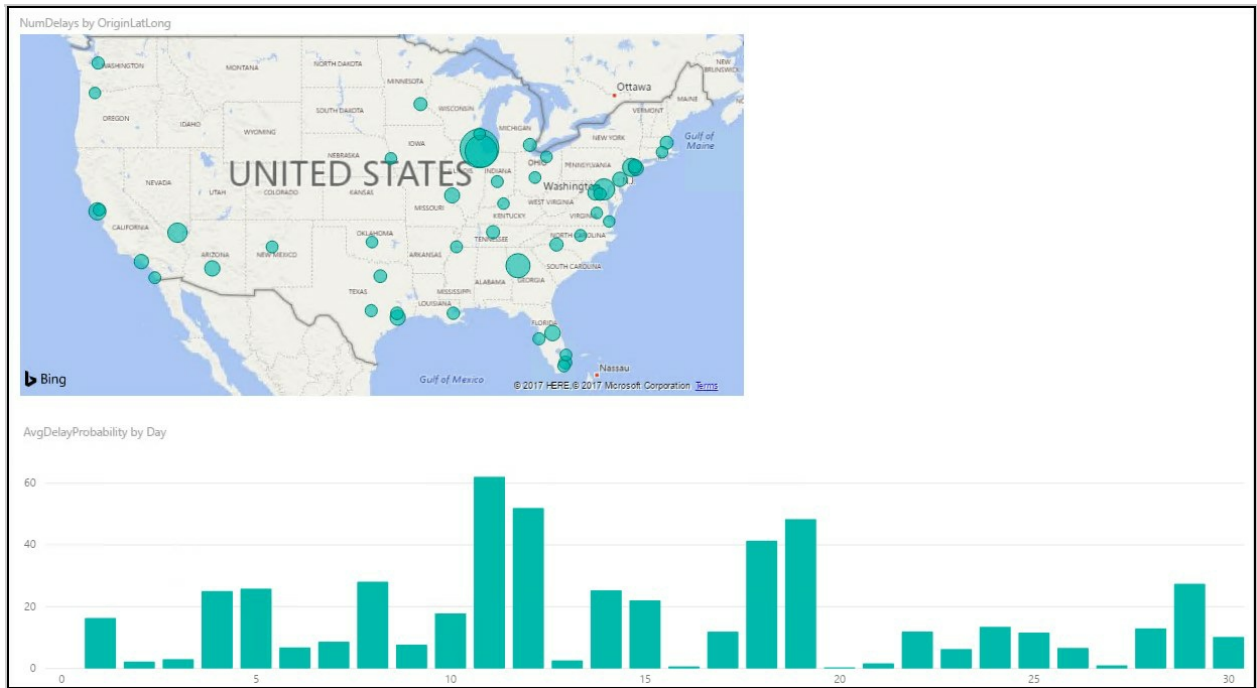 NumDelays by OriginLatLong
WASHINGTON
MONTANA
NORTH DAKOTA
MINNESOTA
Ottawa
NEW BRUNSWICK
MAINE
OREGON
IDAHO
SOUTH DAKOTA
WISCONSIN
MICHIGAN
VERMONT
WYOMING
NEW YORK
Gulf of Maine
IOWA
NEBRASKA
UNITED STATES
ILLINOIS
INDIANA
OHIO
PENNSYLVANIA
NEVADA
UTAH
COLORADO
KANSAS
MISSOURI
Washington
WEST VIRGINIA
KENTUCKY
VIRGINIA
CALIFORNIA
ARIZONA
NEW MEXICO
OKLAHOMA
ARKANSAS
TENNESSEE
NORTH CAROLINA
SOUTH CAROLINA
TEXAS
MISSISSIPPI
ALABAMA
GEORGIA
LOUISIANA
FLORIDA
Nassau
Gulf of Mexico
Bing
© 2017 HERE, © 2017 Microsoft Corporation Terms
AvgDelayProbability by Day
60
40
20
0
0 5 10 15 20 25 30